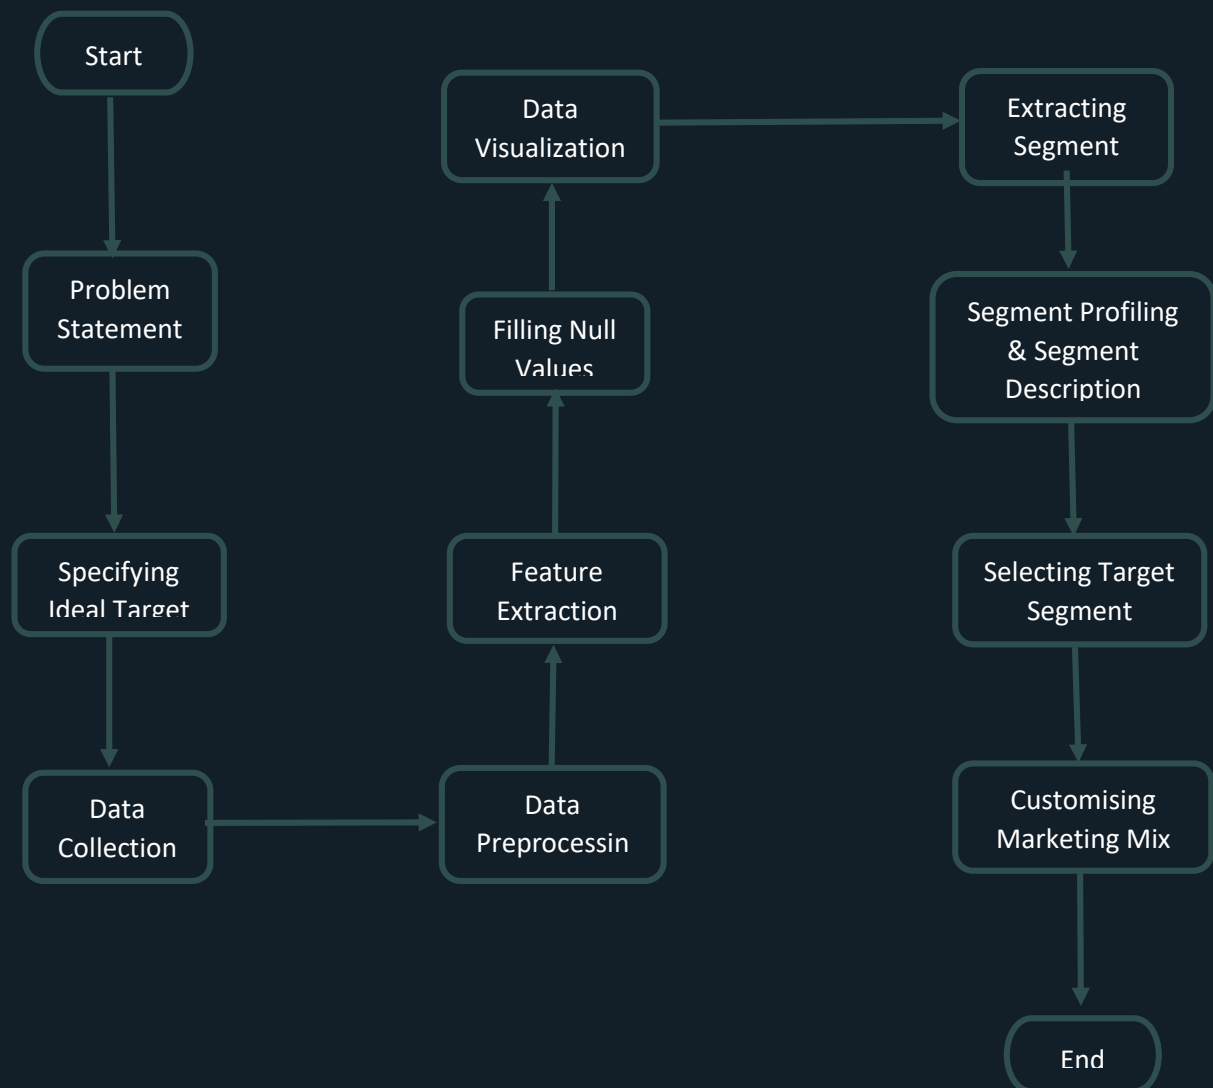 Start
Problem
Statement
Specifying
Ideal Target
Data
Collection
Data
Preprocessin
Feature
Extraction
Filling Null
Values
Data
Visualization
Extracting
Segment
Segment Profiling
& Segment
Description
Selecting Target
Segment
Customising
Marketing Mix
End